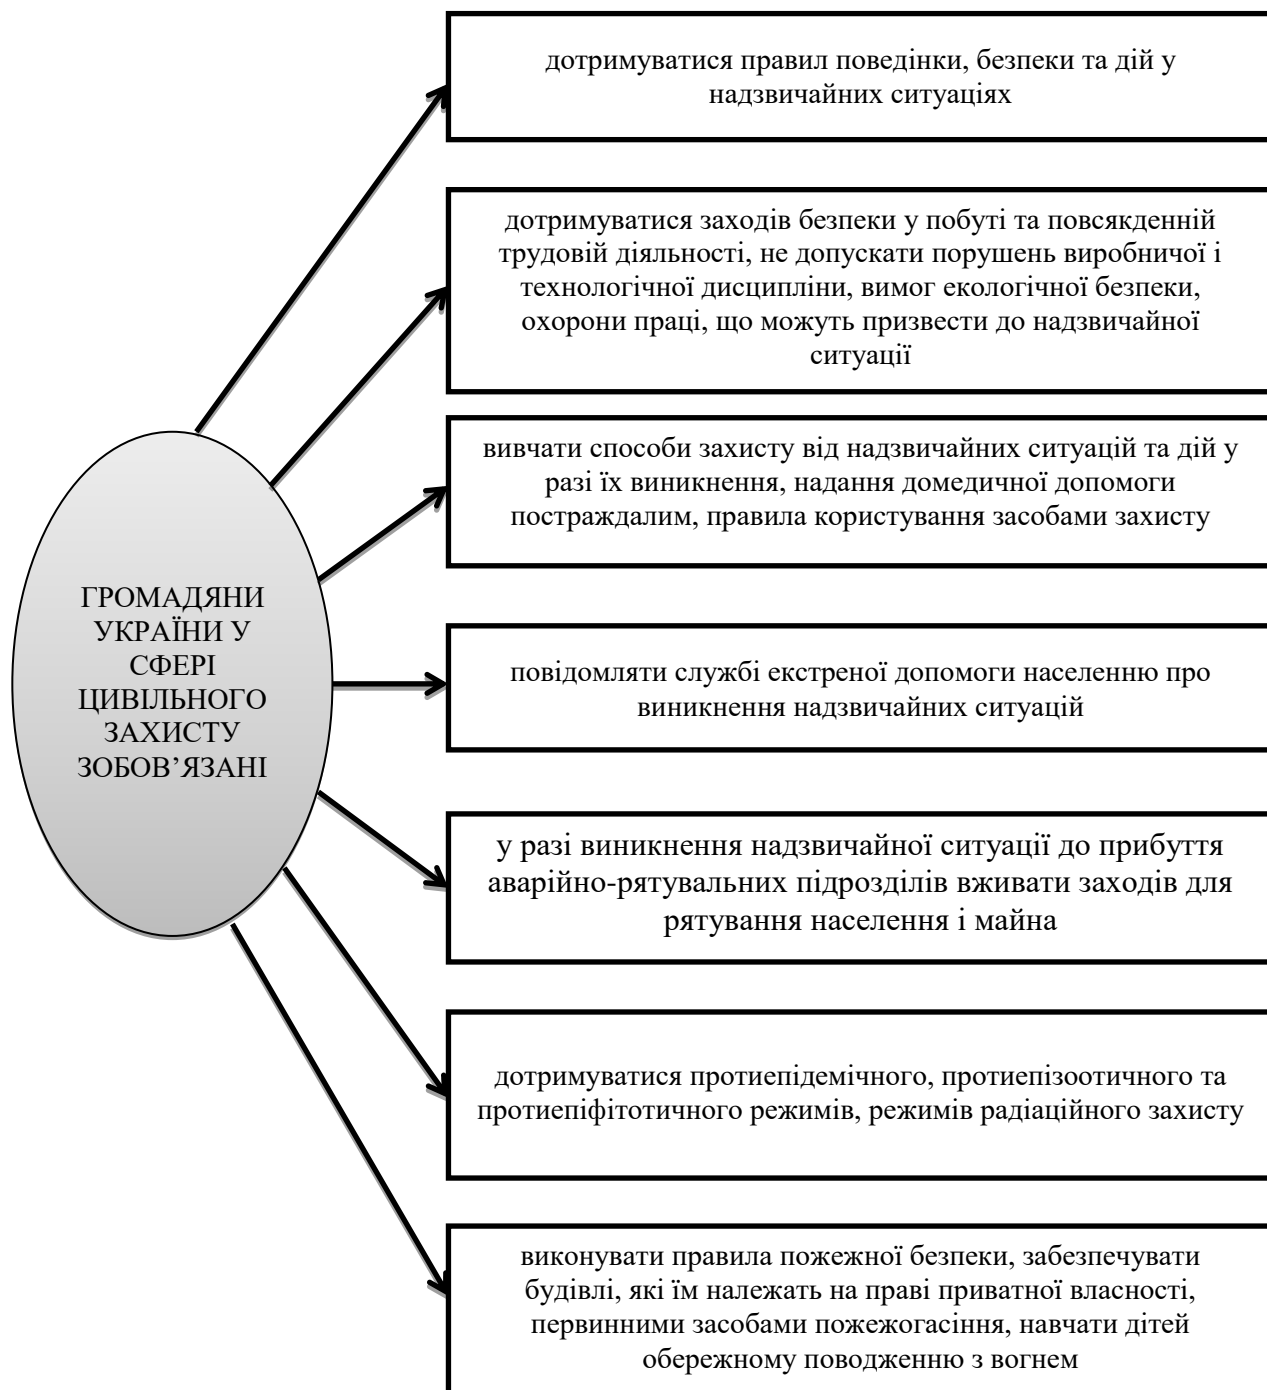 дотримуватися правил поведінки, безпеки та дій у
надзвичайних ситуаціях
дотримуватися заходів безпеки у побуті та повсякденній
трудовій діяльності, не допускати порушень виробничої і
технологічної дисципліни, вимог екологічної безпеки,
охорони праці, що можуть призвести до надзвичайної
ситуації
вивчати способи захисту від надзвичайних ситуацій та дій у
разі їх виникнення, надання домедичної допомоги
постраждалим, правила користування засобами захисту
ГРОМАДЯНИ
УКРАЇНИ У
СФЕРІ
ЦИВІЛЬНОГО
ЗАХИСТУ
ЗОБОВ’ЯЗАНІ
повідомляти службі екстреної допомоги населенню про
виникнення надзвичайних ситуацій
у разі виникнення надзвичайної ситуації до прибуття
аварійно-рятувальних підрозділів вживати заходів для
рятування населення і майна
дотримуватися протиепідемічного, протиепізоотичного та
протиепіфітотичного режимів, режимів радіаційного захисту
виконувати правила пожежної безпеки, забезпечувати
будівлі, які їм належать на праві приватної власності,
первинними засобами пожежогасіння, навчати дітей
обережному поводженню з вогнем